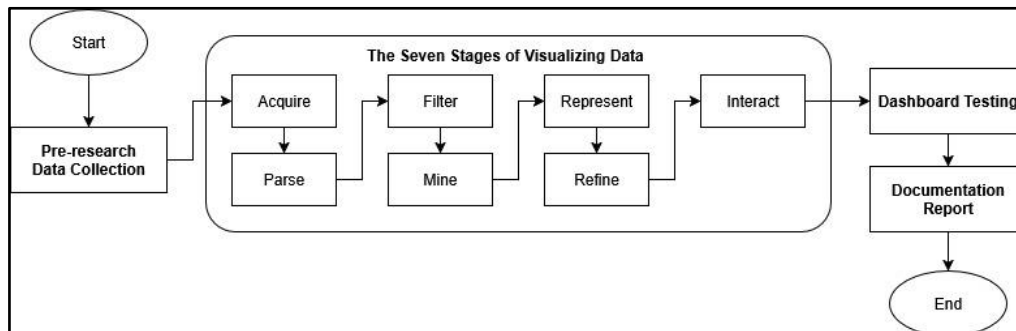 Start
Pre-research
Data Collection
The Seven Stages of Visualizing Data
Acquire
Parse
Filter
Mine
Represent
Refine
Interact
Dashboard Testing
Documentation
Report
End